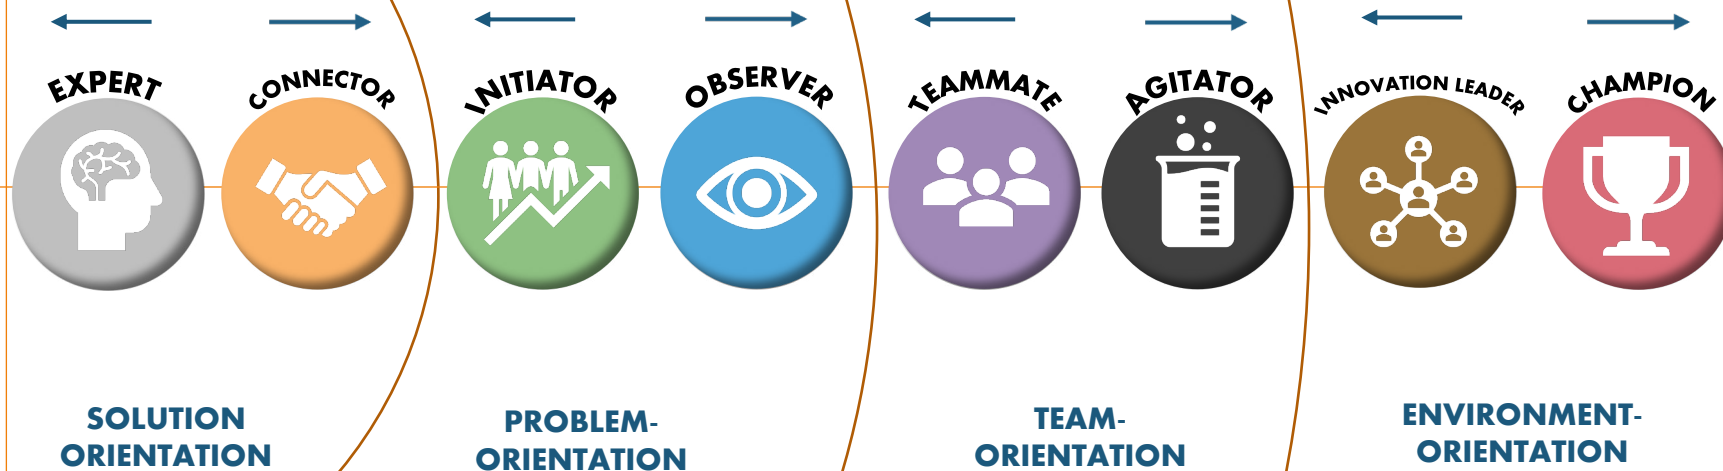 EXPERT
CONNECTOR
INITIATOR
OBSERVER
TEAMMATE
AGITATOR
INNOVATION LEADER
CHAMPION
SOLUTION
ORIENTATION
PROBLEM-
ORIENTATION
TEAM-
ORIENTATION
ENVIRONMENT-
ORIENTATION